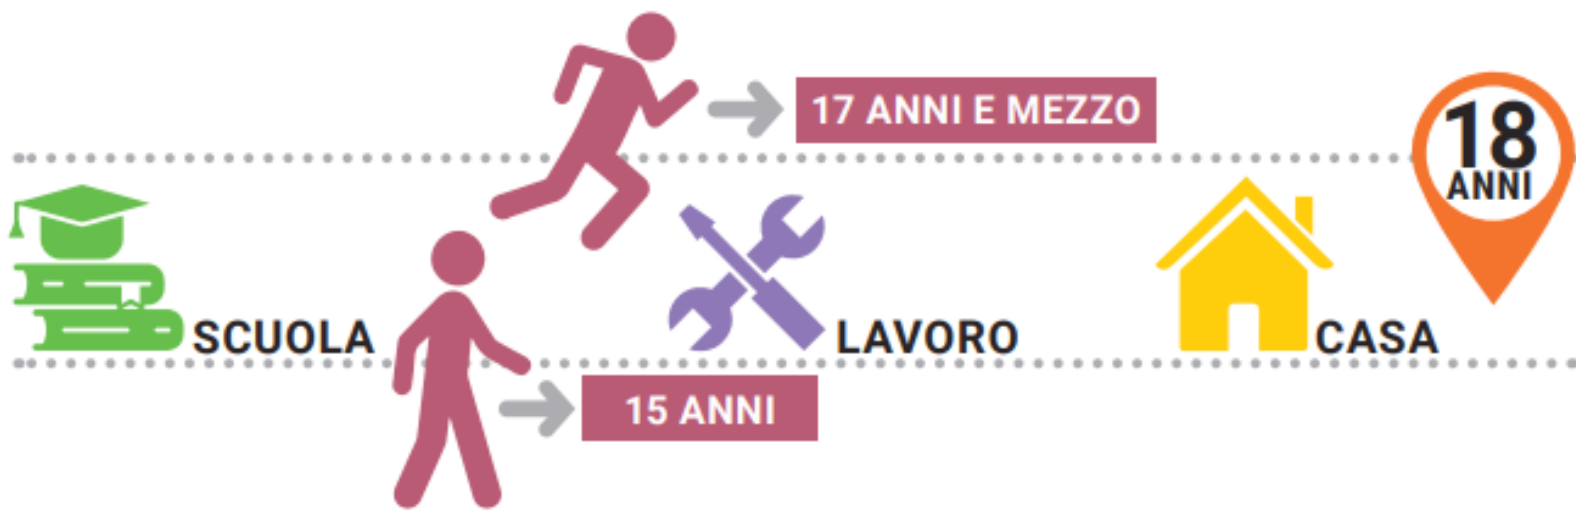 17 ANNI E MEZZO
18
ANNI
SCUOLA
LAVORO
CASA
15 ANNI